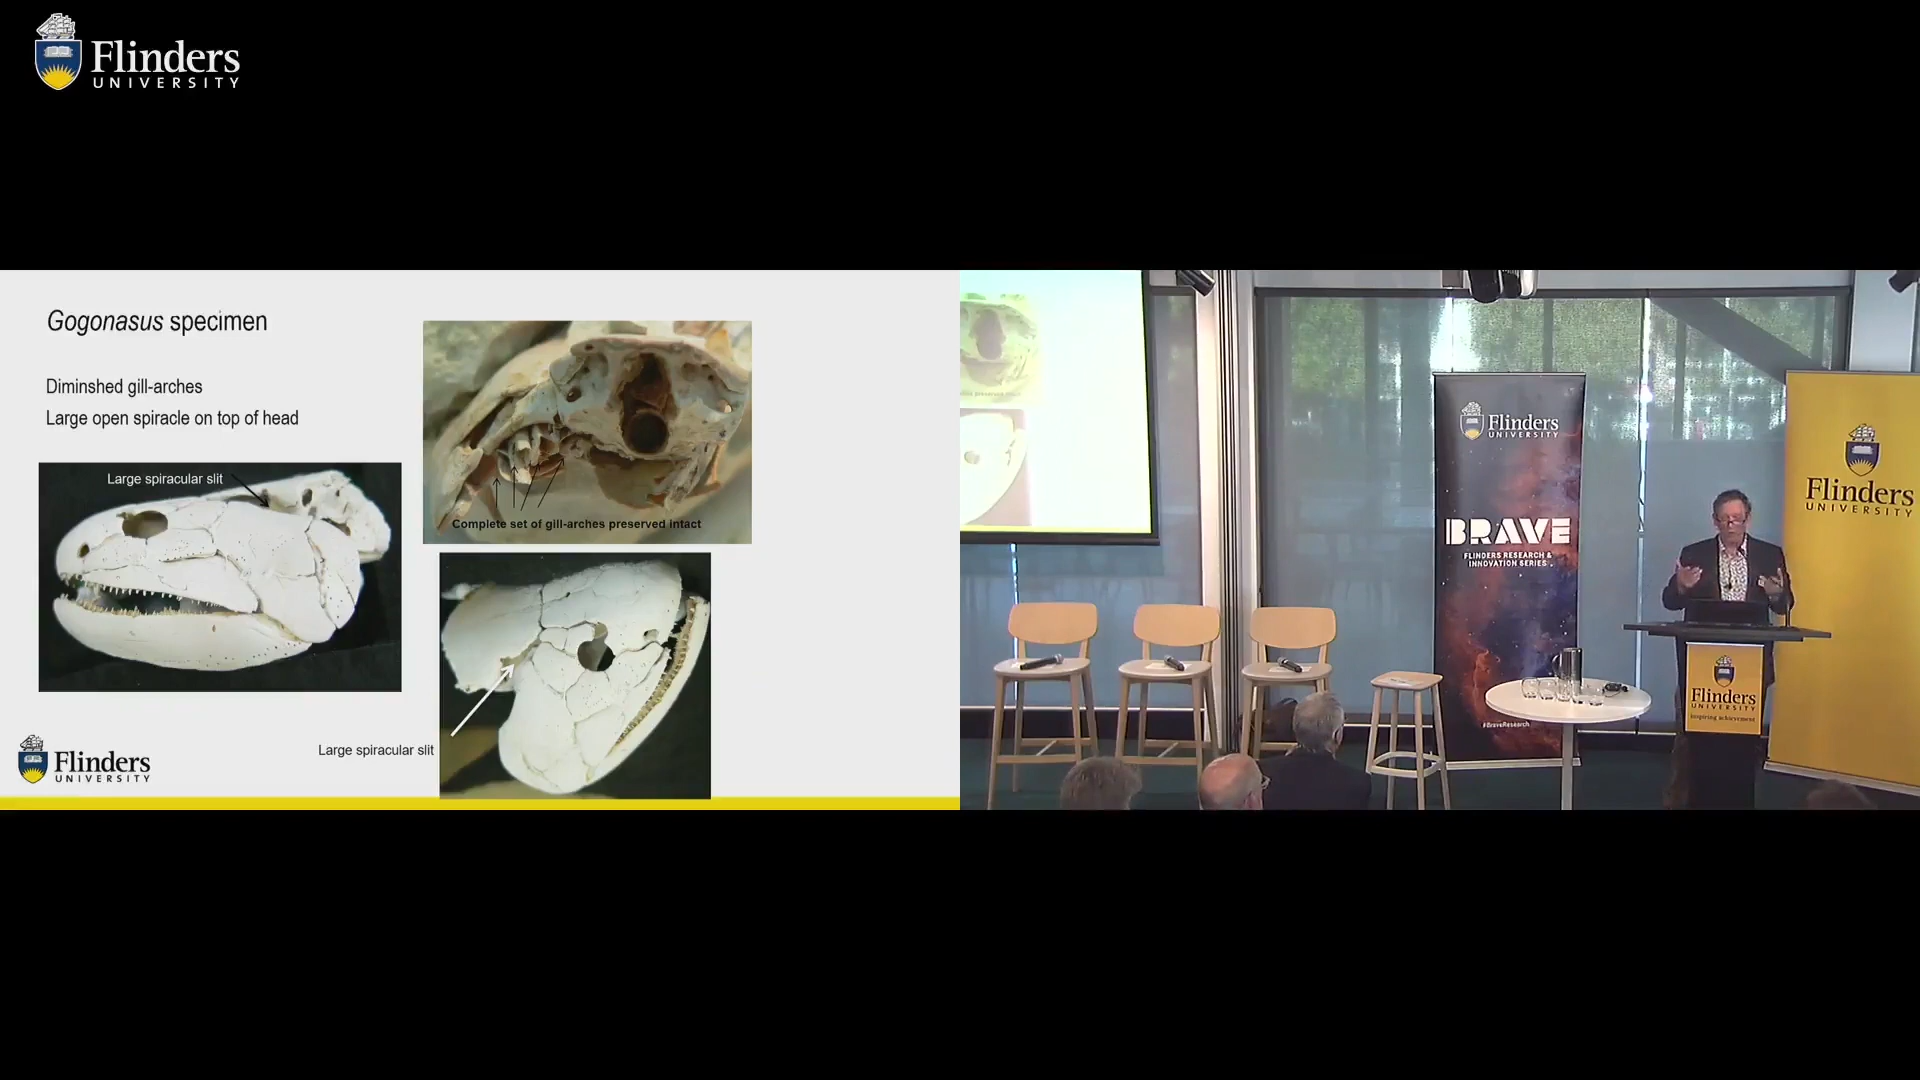 Flinders
UNIVERSITY
Gogonasus specimen
Diminshed gill-arches
Large open spiracle on top of head
Large spiracular slit
Complete set of gill-arches preserved intact
Large spiracular slit
Flinders
UNIVERSITY
Flinders
UNIVERSITY
BRAVE
FLINDERS RESEARCH &
INNOVATION SERIES
#BraveResearch
Flinders
UNIVERSITY
Flinders
UNIVERSITY
inspiring achievement